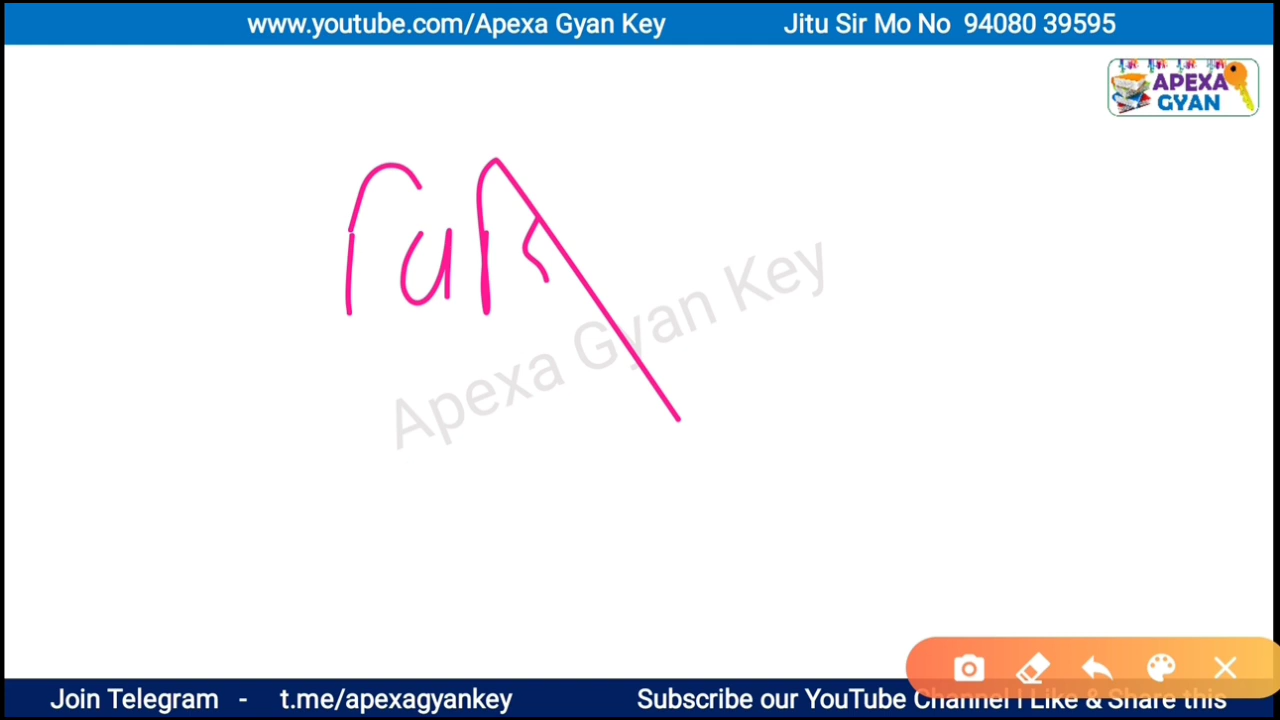 www.youtube.com/Apexa Gyan Key Jitu Sir Mo No 94080 39595
APEXA
GYAN
Apexa Gyan Key
Join Telegram - t.me/apexagyankey Subscribe our YouTube Channel | Like & Share this